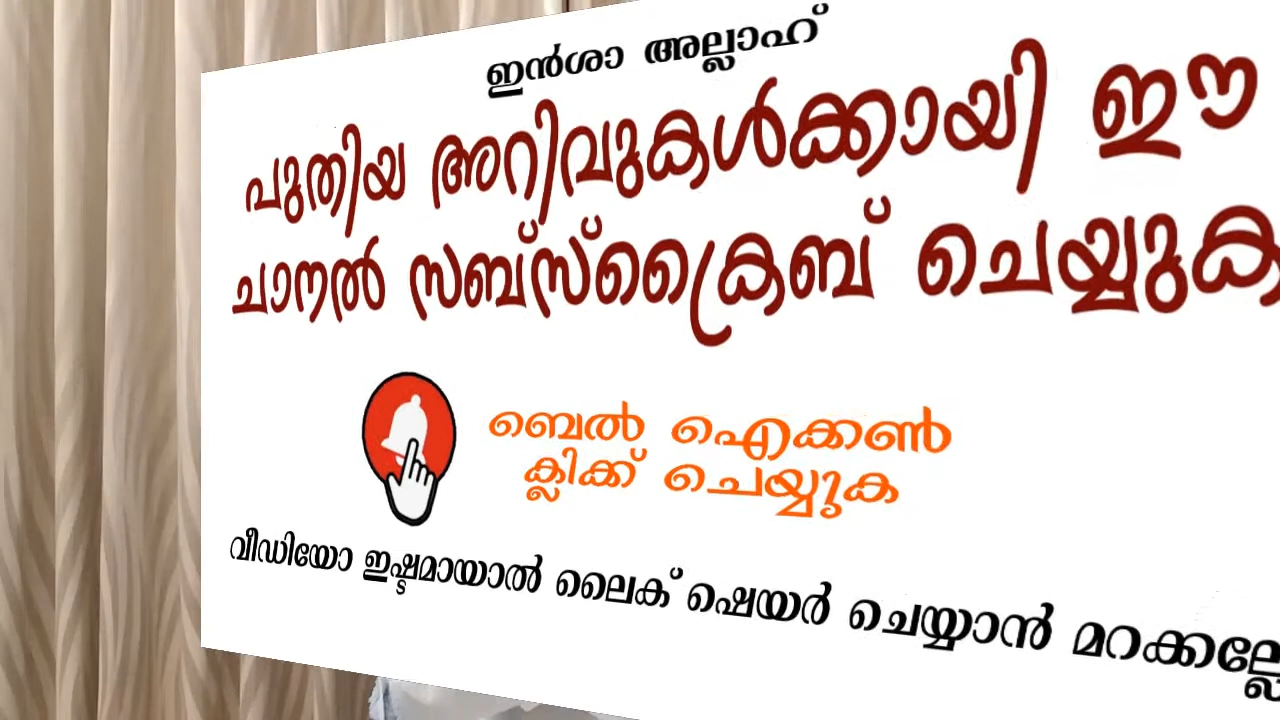 ഇൻശാ അല്ലാഹ്
പുതിയ അറിവുകൾക്കായി ഈ
ചാനൽ സബ്സ്ക്രൈബ് ചെയ്യുക
ബെൽ ഐക്കൺ
ക്ലിക്ക് ചെയ്യുക
വീഡിയോ ഇഷ്ടമായാൽ ലൈക് ഷെയർ ചെയ്യാൻ മറക്കല്ലേ